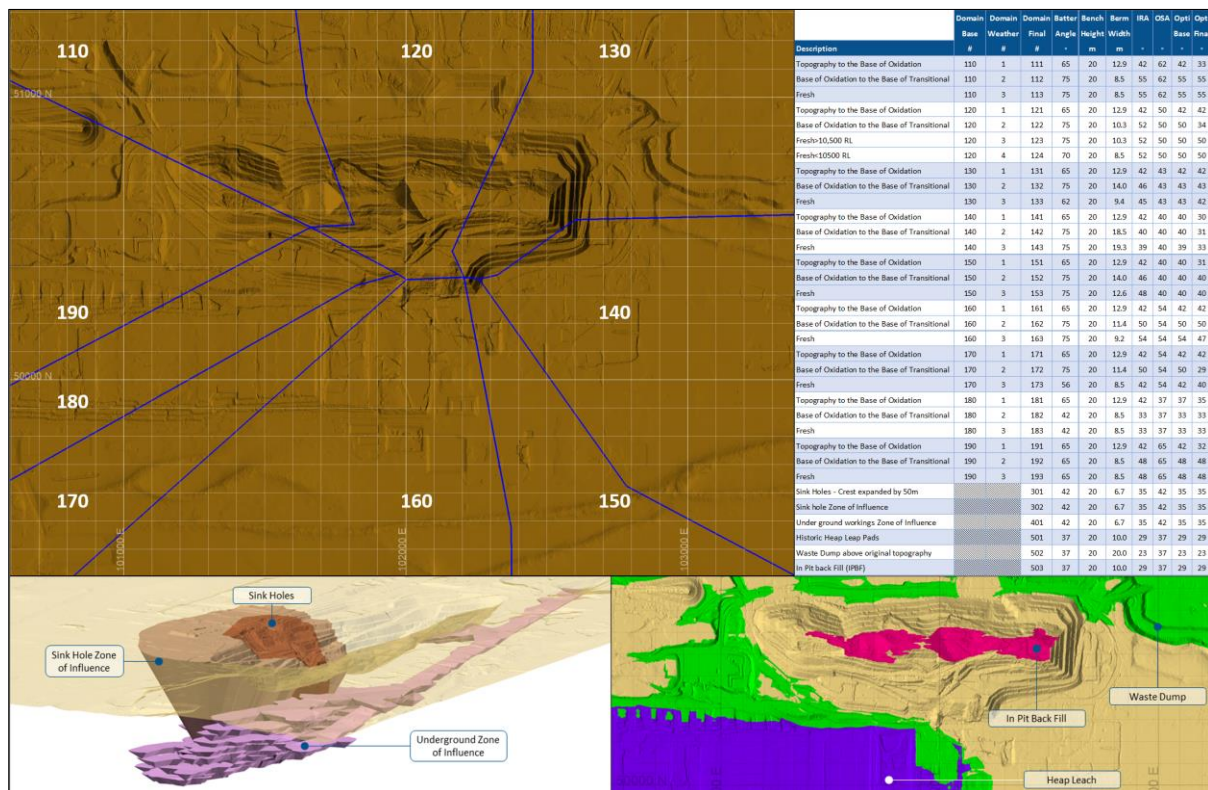 110
120
130
190
140
180
170
160
150
51000 N
50000 N
101000 E
102000 E
103000 E
Domain Domain Domain Batter Bench Berm IRA OSA Opti Opti
Base Weather Final Angle Height Width Base Final
Description # # # ° m m ° ° ° °
Topography to the Base of Oxidation 110 1 111 65 20 12.9 42 62 42 33
Base of Oxidation to the Base of Transitional 110 2 112 75 20 8.5 55 62 55 55
Fresh 110 3 113 75 20 8.5 55 62 55 55
Topography to the Base of Oxidation 120 1 121 65 20 12.9 42 50 42 42
Base of Oxidation to the Base of Transitional 120 2 122 75 20 10.3 52 50 50 34
Fresh>10,500 RL 120 3 123 75 20 10.3 52 50 50 50
Fresh<10500 RL 120 4 124 70 20 8.5 52 50 50 50
Topography to the Base of Oxidation 130 1 131 65 20 12.9 42 43 42 42
Base of Oxidation to the Base of Transitional 130 2 132 75 20 14.0 46 43 43 43
Fresh 130 3 133 62 20 9.4 45 43 43 42
Topography to the Base of Oxidation 140 1 141 65 20 12.9 42 40 40 30
Base of Oxidation to the Base of Transitional 140 2 142 75 20 18.5 40 40 40 31
Fresh 140 3 143 75 20 19.3 39 40 39 33
Topography to the Base of Oxidation 150 1 151 65 20 12.9 42 40 40 31
Base of Oxidation to the Base of Transitional 150 2 152 75 20 14.0 46 40 40 40
Fresh 150 3 153 75 20 12.6 48 40 40 40
Topography to the Base of Oxidation 160 1 161 65 20 12.9 42 54 42 42
Base of Oxidation to the Base of Transitional 160 2 162 75 20 11.4 50 54 50 50
Fresh 160 3 163 75 20 9.2 54 54 54 47
Topography to the Base of Oxidation 170 1 171 65 20 12.9 42 54 42 42
Base of Oxidation to the Base of Transitional 170 2 172 75 20 11.4 50 54 50 29
Fresh 170 3 173 56 20 8.5 42 54 42 40
Topography to the Base of Oxidation 180 1 181 65 20 12.9 42 37 37 35
Base of Oxidation to the Base of Transitional 180 2 182 42 20 8.5 33 37 33 33
Fresh 180 3 183 42 20 8.5 33 37 33 33
Topography to the Base of Oxidation 190 1 191 65 20 12.9 42 65 42 32
Base of Oxidation to the Base of Transitional 190 2 192 65 20 8.5 48 65 48 48
Fresh 190 3 193 65 20 8.5 48 65 48 48
Sink Holes - Crest expanded by 50m 301 42 20 6.7 35 42 35 35
Sink hole Zone of Influence 302 42 20 6.7 35 42 35 35
Under ground workings Zone of Influence 401 42 20 6.7 35 42 35 35
Historic Heap Leap Pads 501 37 20 10.0 29 37 29 29
Waste Dump above original topography 502 37 20 20.0 23 37 23 23
In Pit back Fill (IPBF) 503 37 20 10.0 29 37 29 29
Sink Holes
Sink Hole Zone
of Influence
Underground Zone
of Influence
Waste Dump
In Pit Back Fill
Heap Leach